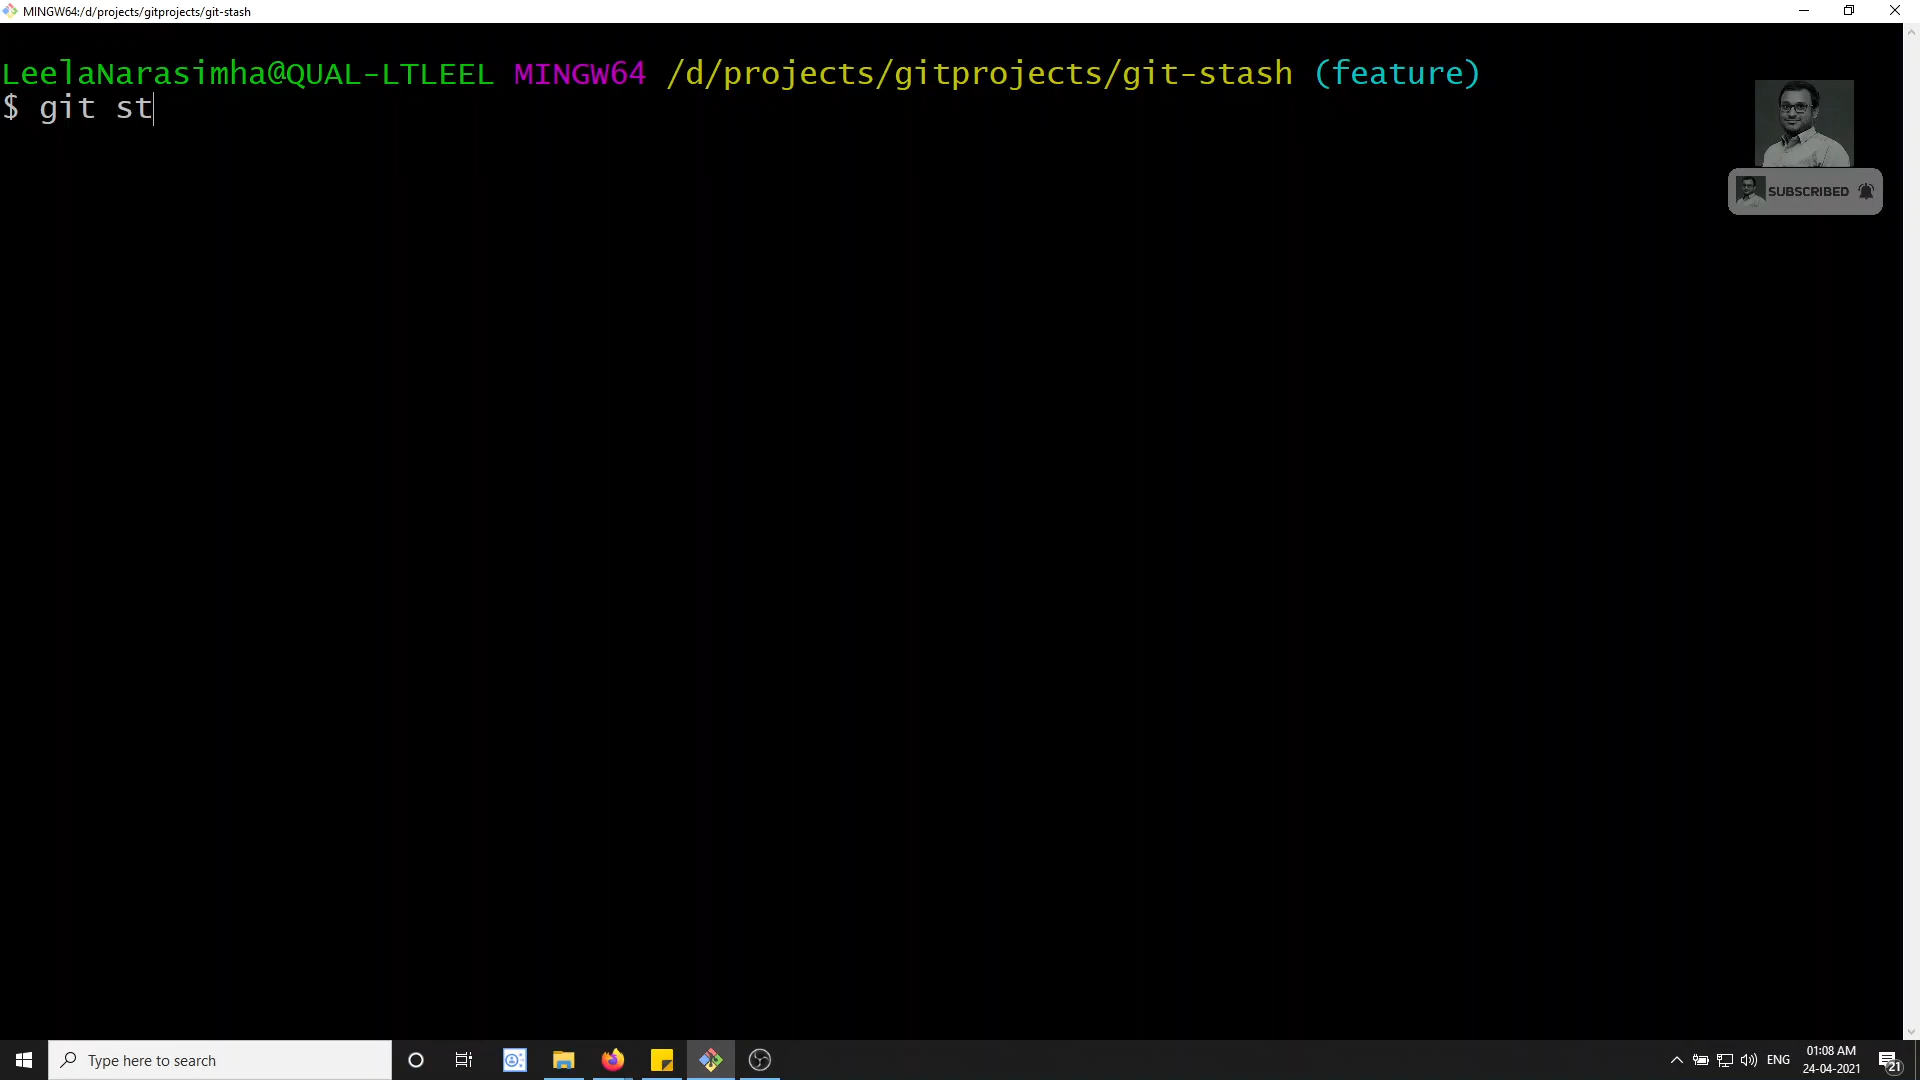 MINGW64:/d/projects/gitprojects/git-stash
LeelaNarasimha@QUAL-LTLEEL MINGW64 /d/projects/gitprojects/git-stash (feature)
$ git st
SUBSCRIBED
Type here to search
ENG
01:08 AM
24-04-2021
21